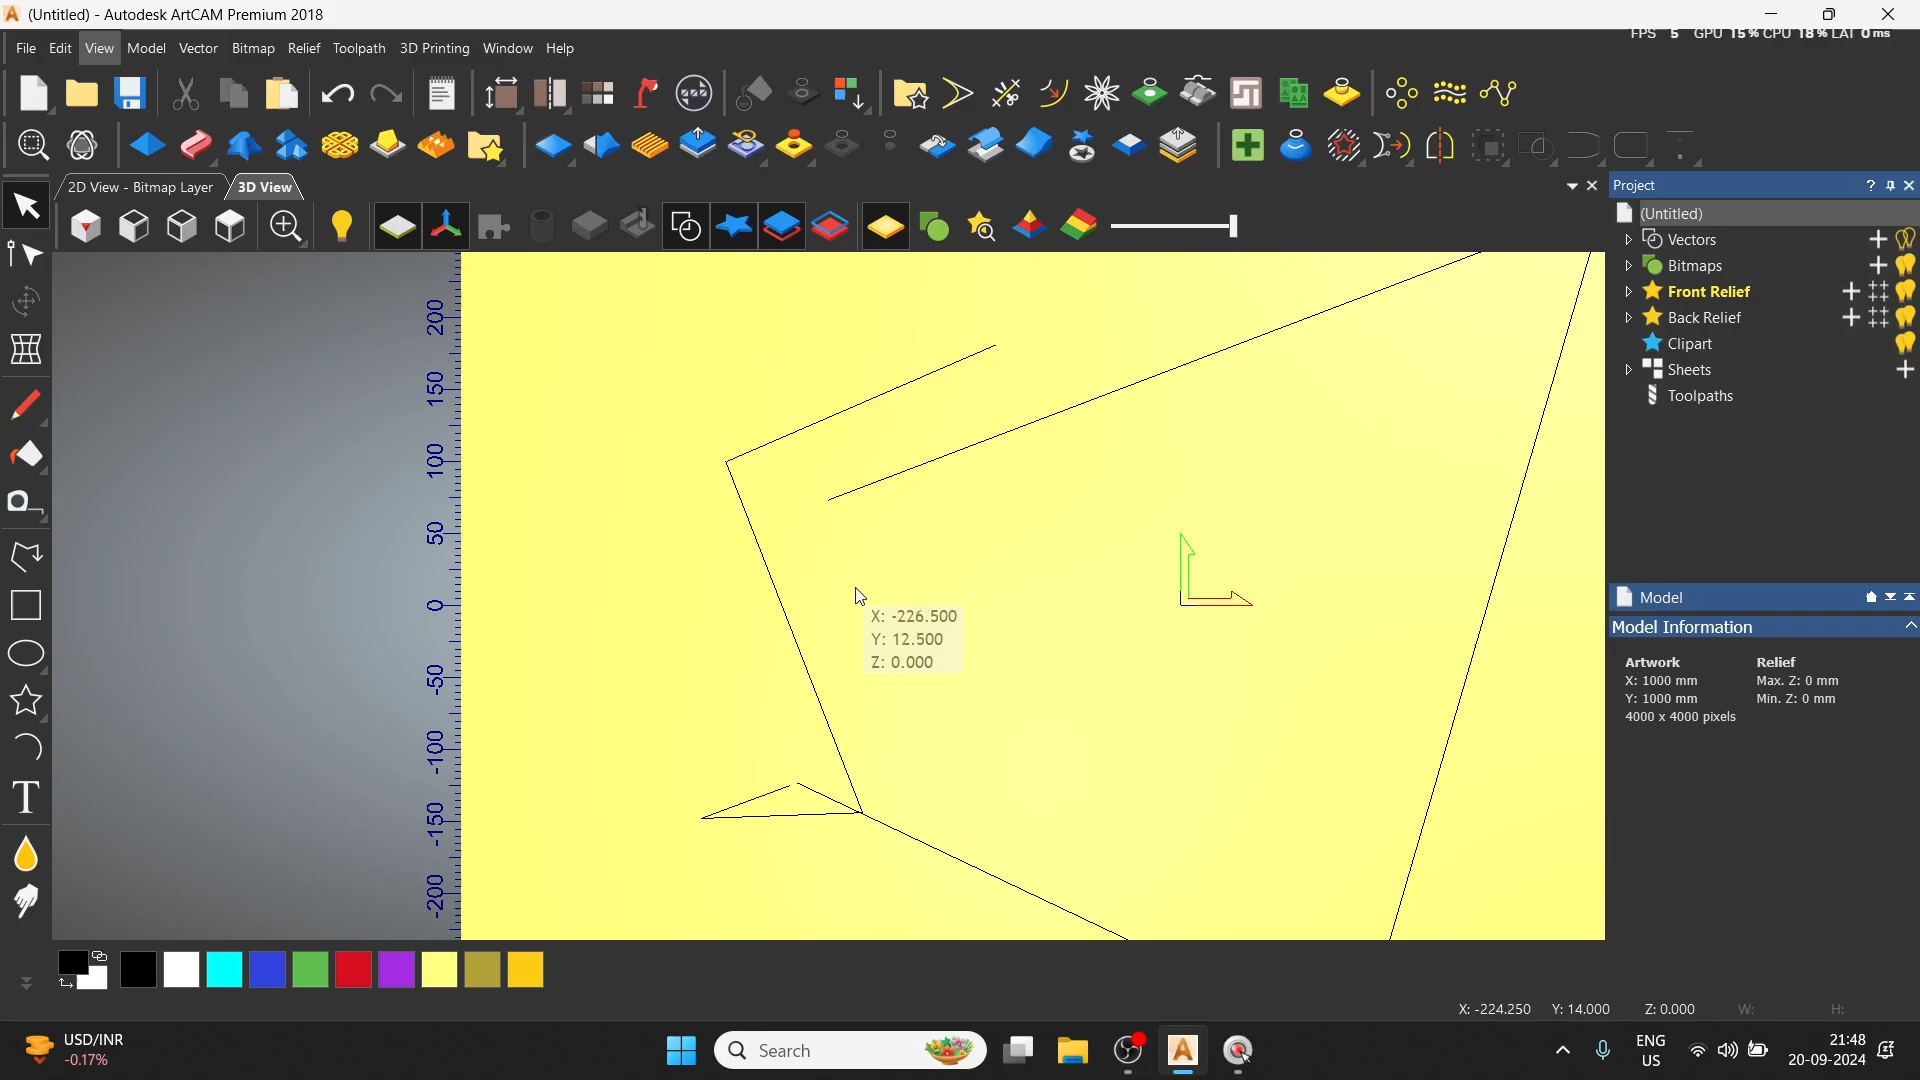 (Untitled) - Autodesk ArtCAM Premium 2018
FPS 5 GPU 15% CPU 18% LAT 0 ms
File Edit View Model Vector Bitmap Relief Toolpath 3D Printing Window Help
2D View - Bitmap Layer 3D View
Project
(Untitled)
Vectors
Bitmaps
Front Relief
Back Relief
Clipart
Sheets
Toolpaths
200
150
100
50
0
-50
-100
-150
-200
X: -226.500
Y: 12.500
Z: 0.000
Model
Model Information
Artwork Relief
X: 1000 mm Max. Z: 0 mm
Y: 1000 mm Min. Z: 0 mm
4000 x 4000 pixels
X: -224.250 Y: 14.000 Z: 0.000 W: H:
USD/INR
-0.17%
Search
ENG
US
21:48
20-09-2024